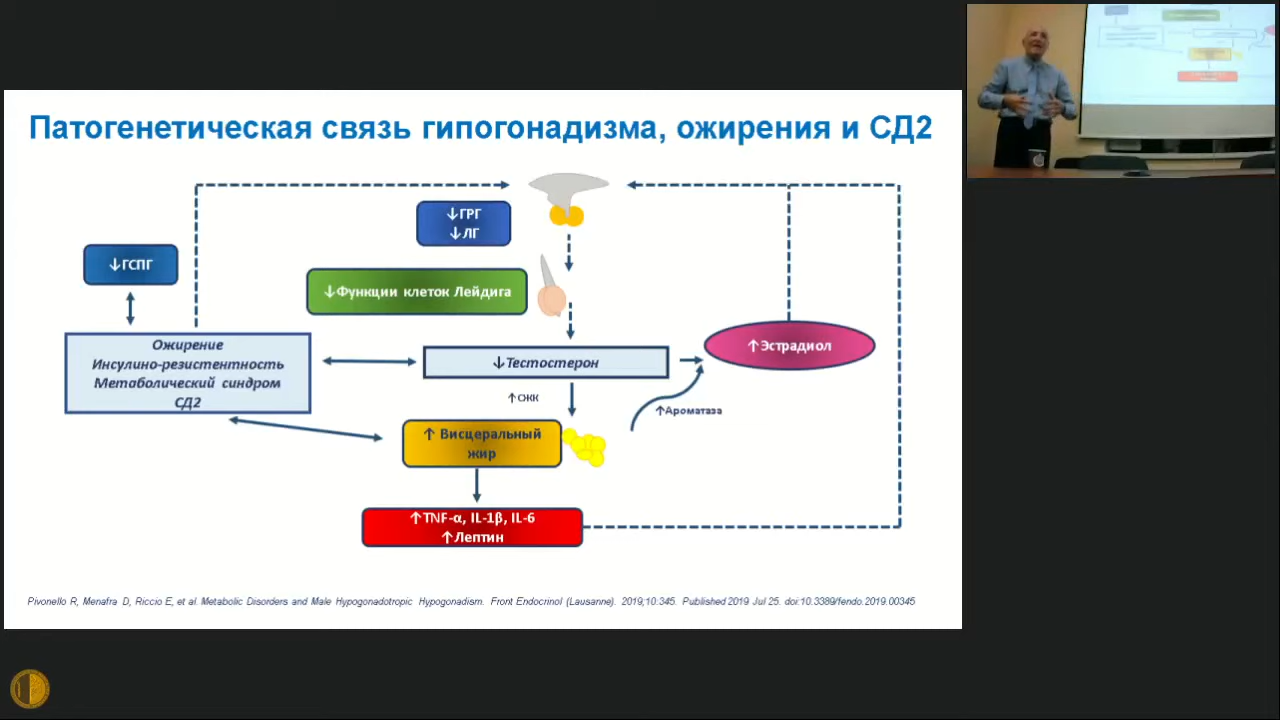 Патогенетическая связь гипогонадизма, ожирения и СД2
↓ГРГ
↓ЛГ
↓ГСПГ
↓Функции клеток Лейдига
Ожирение
Инсулино-резистентность
Метаболический синдром
СД2
↓Тестостерон
↑Эстрадиол
↑СЖК
↑Ароматаза
↑ Висцеральный
жир
↑TNF-α, IL-1β, IL-6
↑Лептин
Pivonello R, Menafra D, Riccio E, et al. Metabolic Disorders and Male Hypogonadotropic Hypogonadism. Front Endocrinol (Lausanne). 2019;10:345. Published 2019 Jul 25. doi:10.3389/fendo.2019.00345